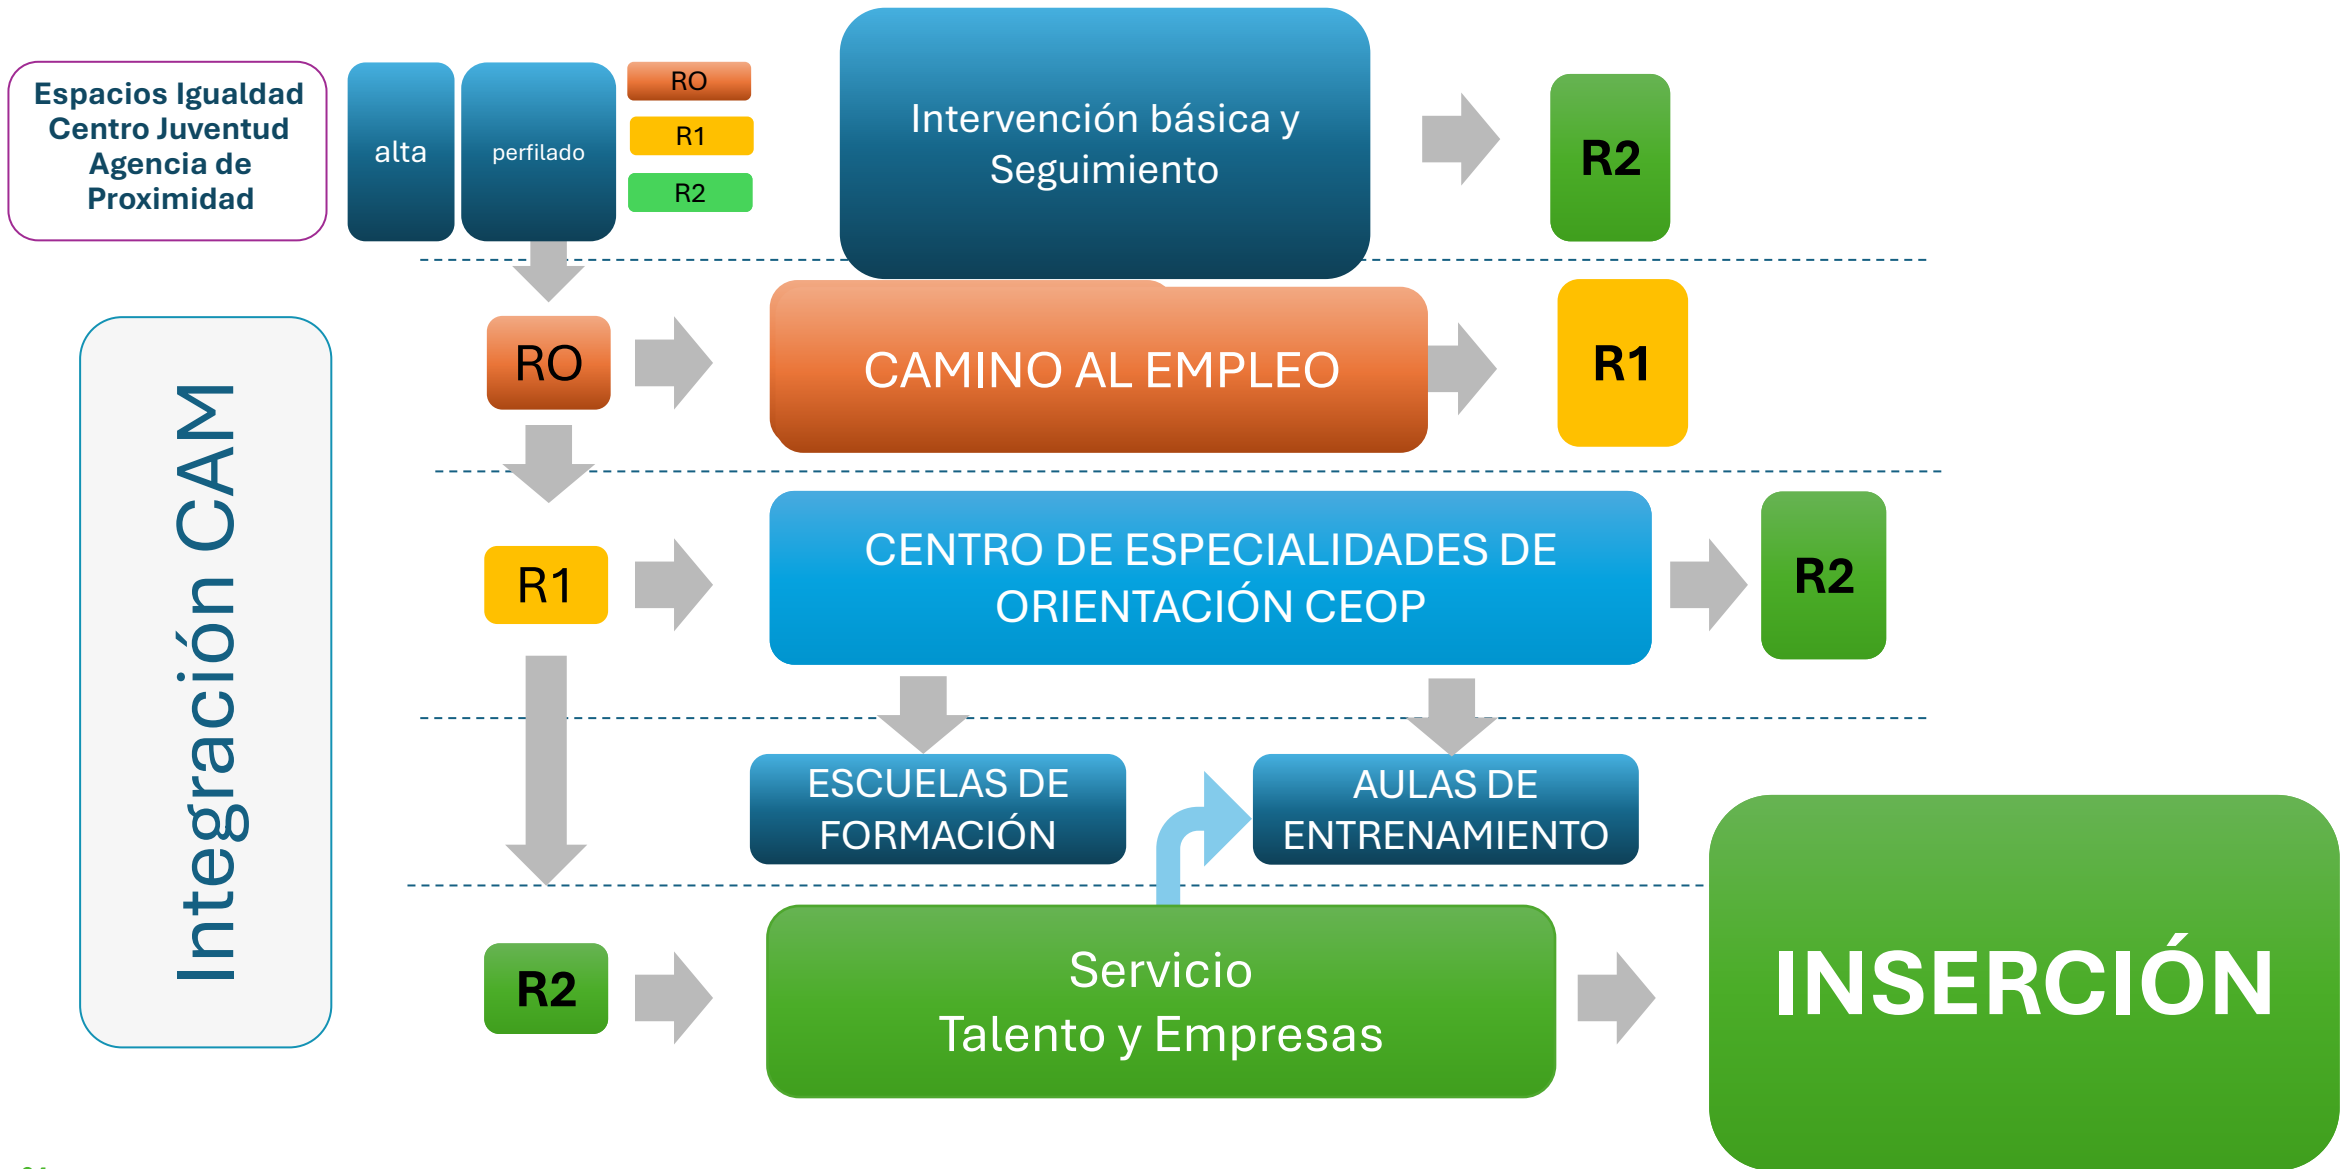 Espacios Igualdad
Centro Juventud
Agencia de
Proximidad
alta
perfilado
RO
R1
R2
Intervención básica y
Seguimiento
R2
RO
CAMINO AL EMPLEO
R1
Integración CAM
R1
CENTRO DE ESPECIALIDADES DE
ORIENTACIÓN CEOP
R2
ESCUELAS DE
FORMACIÓN
AULAS DE
ENTRENAMIENTO
R2
Servicio
Talento y Empresas
INSERCIÓN